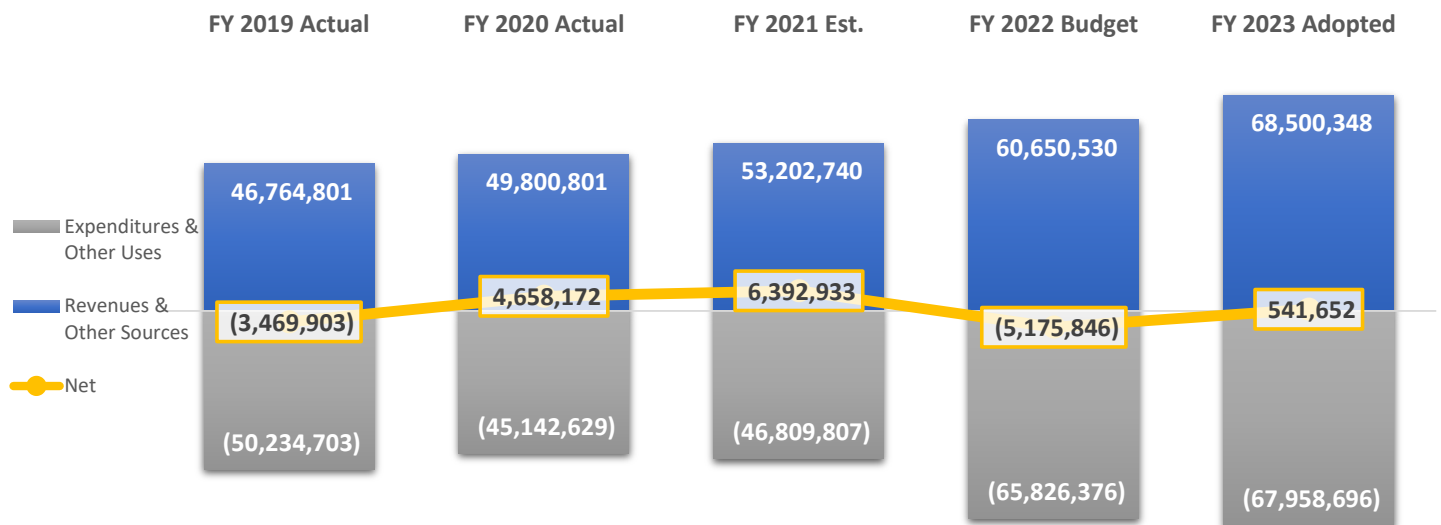 FY 2019 Actual FY 2020 Actual FY 2021 Est. FY 2022 Budget FY 2023 Adopted
46,764,801 49,800,801 53,202,740 60,650,530 68,500,348
Expenditures &
Other Uses
Revenues &
Other Sources
Net
(3,469,903) 4,658,172 6,392,933 (5,175,846) 541,652
(50,234,703) (45,142,629) (46,809,807) (65,826,376) (67,958,696)